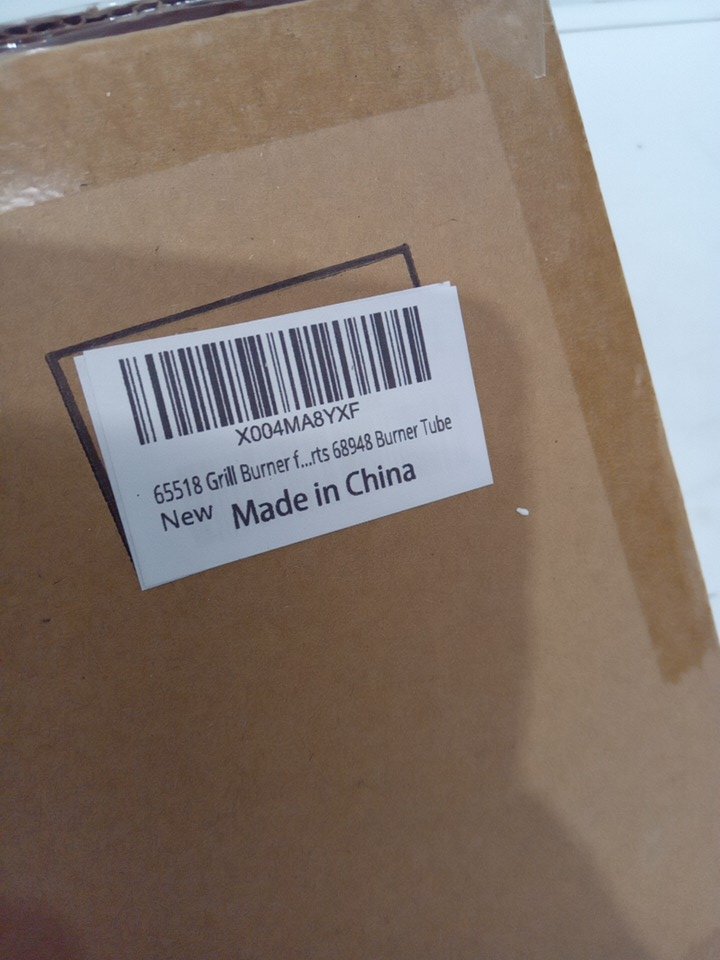 X004MA8YXF
65518 Grill Burner f...rts 68948 Burner Tube
New Made in China